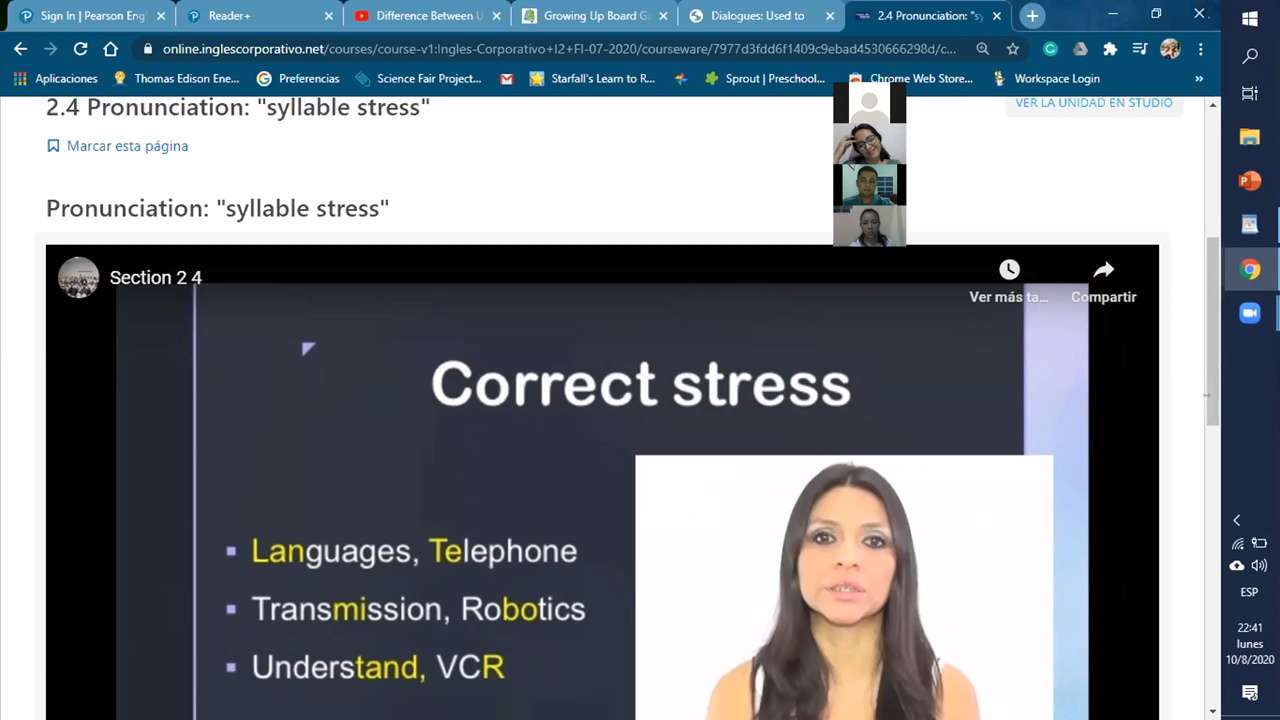 Sign In | Pearson Eng
Reader+
Difference Between U
Growing Up Board Ga
Dialogues: Used to
2.4 Pronunciation: "sy
online.inglescorporativo.net/courses/course-v1:Ingles-Corporativo+I2+FI-07-2020/courseware/7977d3fdd6f1409c9ebad4530666298d/c...
Aplicaciones
Thomas Edison Ene...
Preferencias
Science Fair Project...
Starfall's Learn to R...
Sprout | Preschool...
Chrome Web Store...
Workspace Login
»
2.4 Pronunciation: "syllable stress"
VER LA UNIDAD EN STUDIO
Marcar esta página
Pronunciation: "syllable stress"
Section 2 4
Ver más ta...
Compartir
Correct stress
Languages, Telephone
Transmission, Robotics
Understand, VCR
ESP
22:41
lunes
10/8/2020